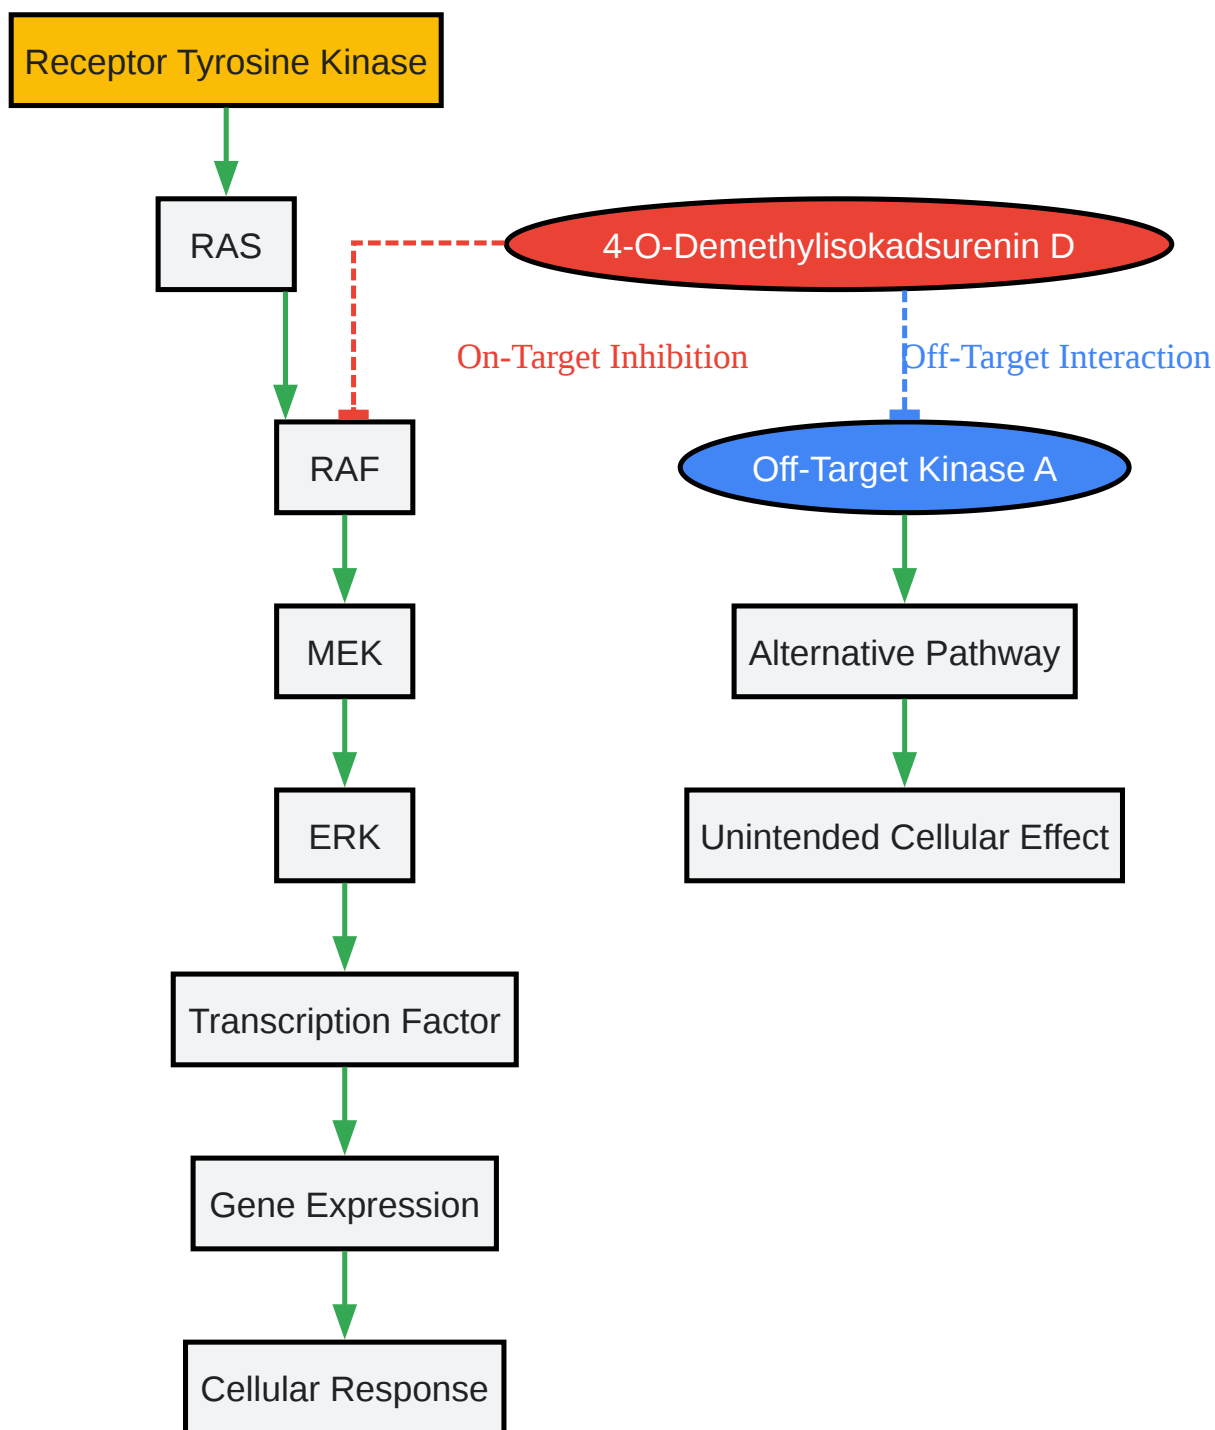 Receptor Tyrosine Kinase
RAS
4-O-Demethylisokadsurenin D
On-Target Inhibition
Off-Target Interaction
RAF
Off-Target Kinase A
MEK
Alternative Pathway
ERK
Unintended Cellular Effect
Transcription Factor
Gene Expression
Cellular Response